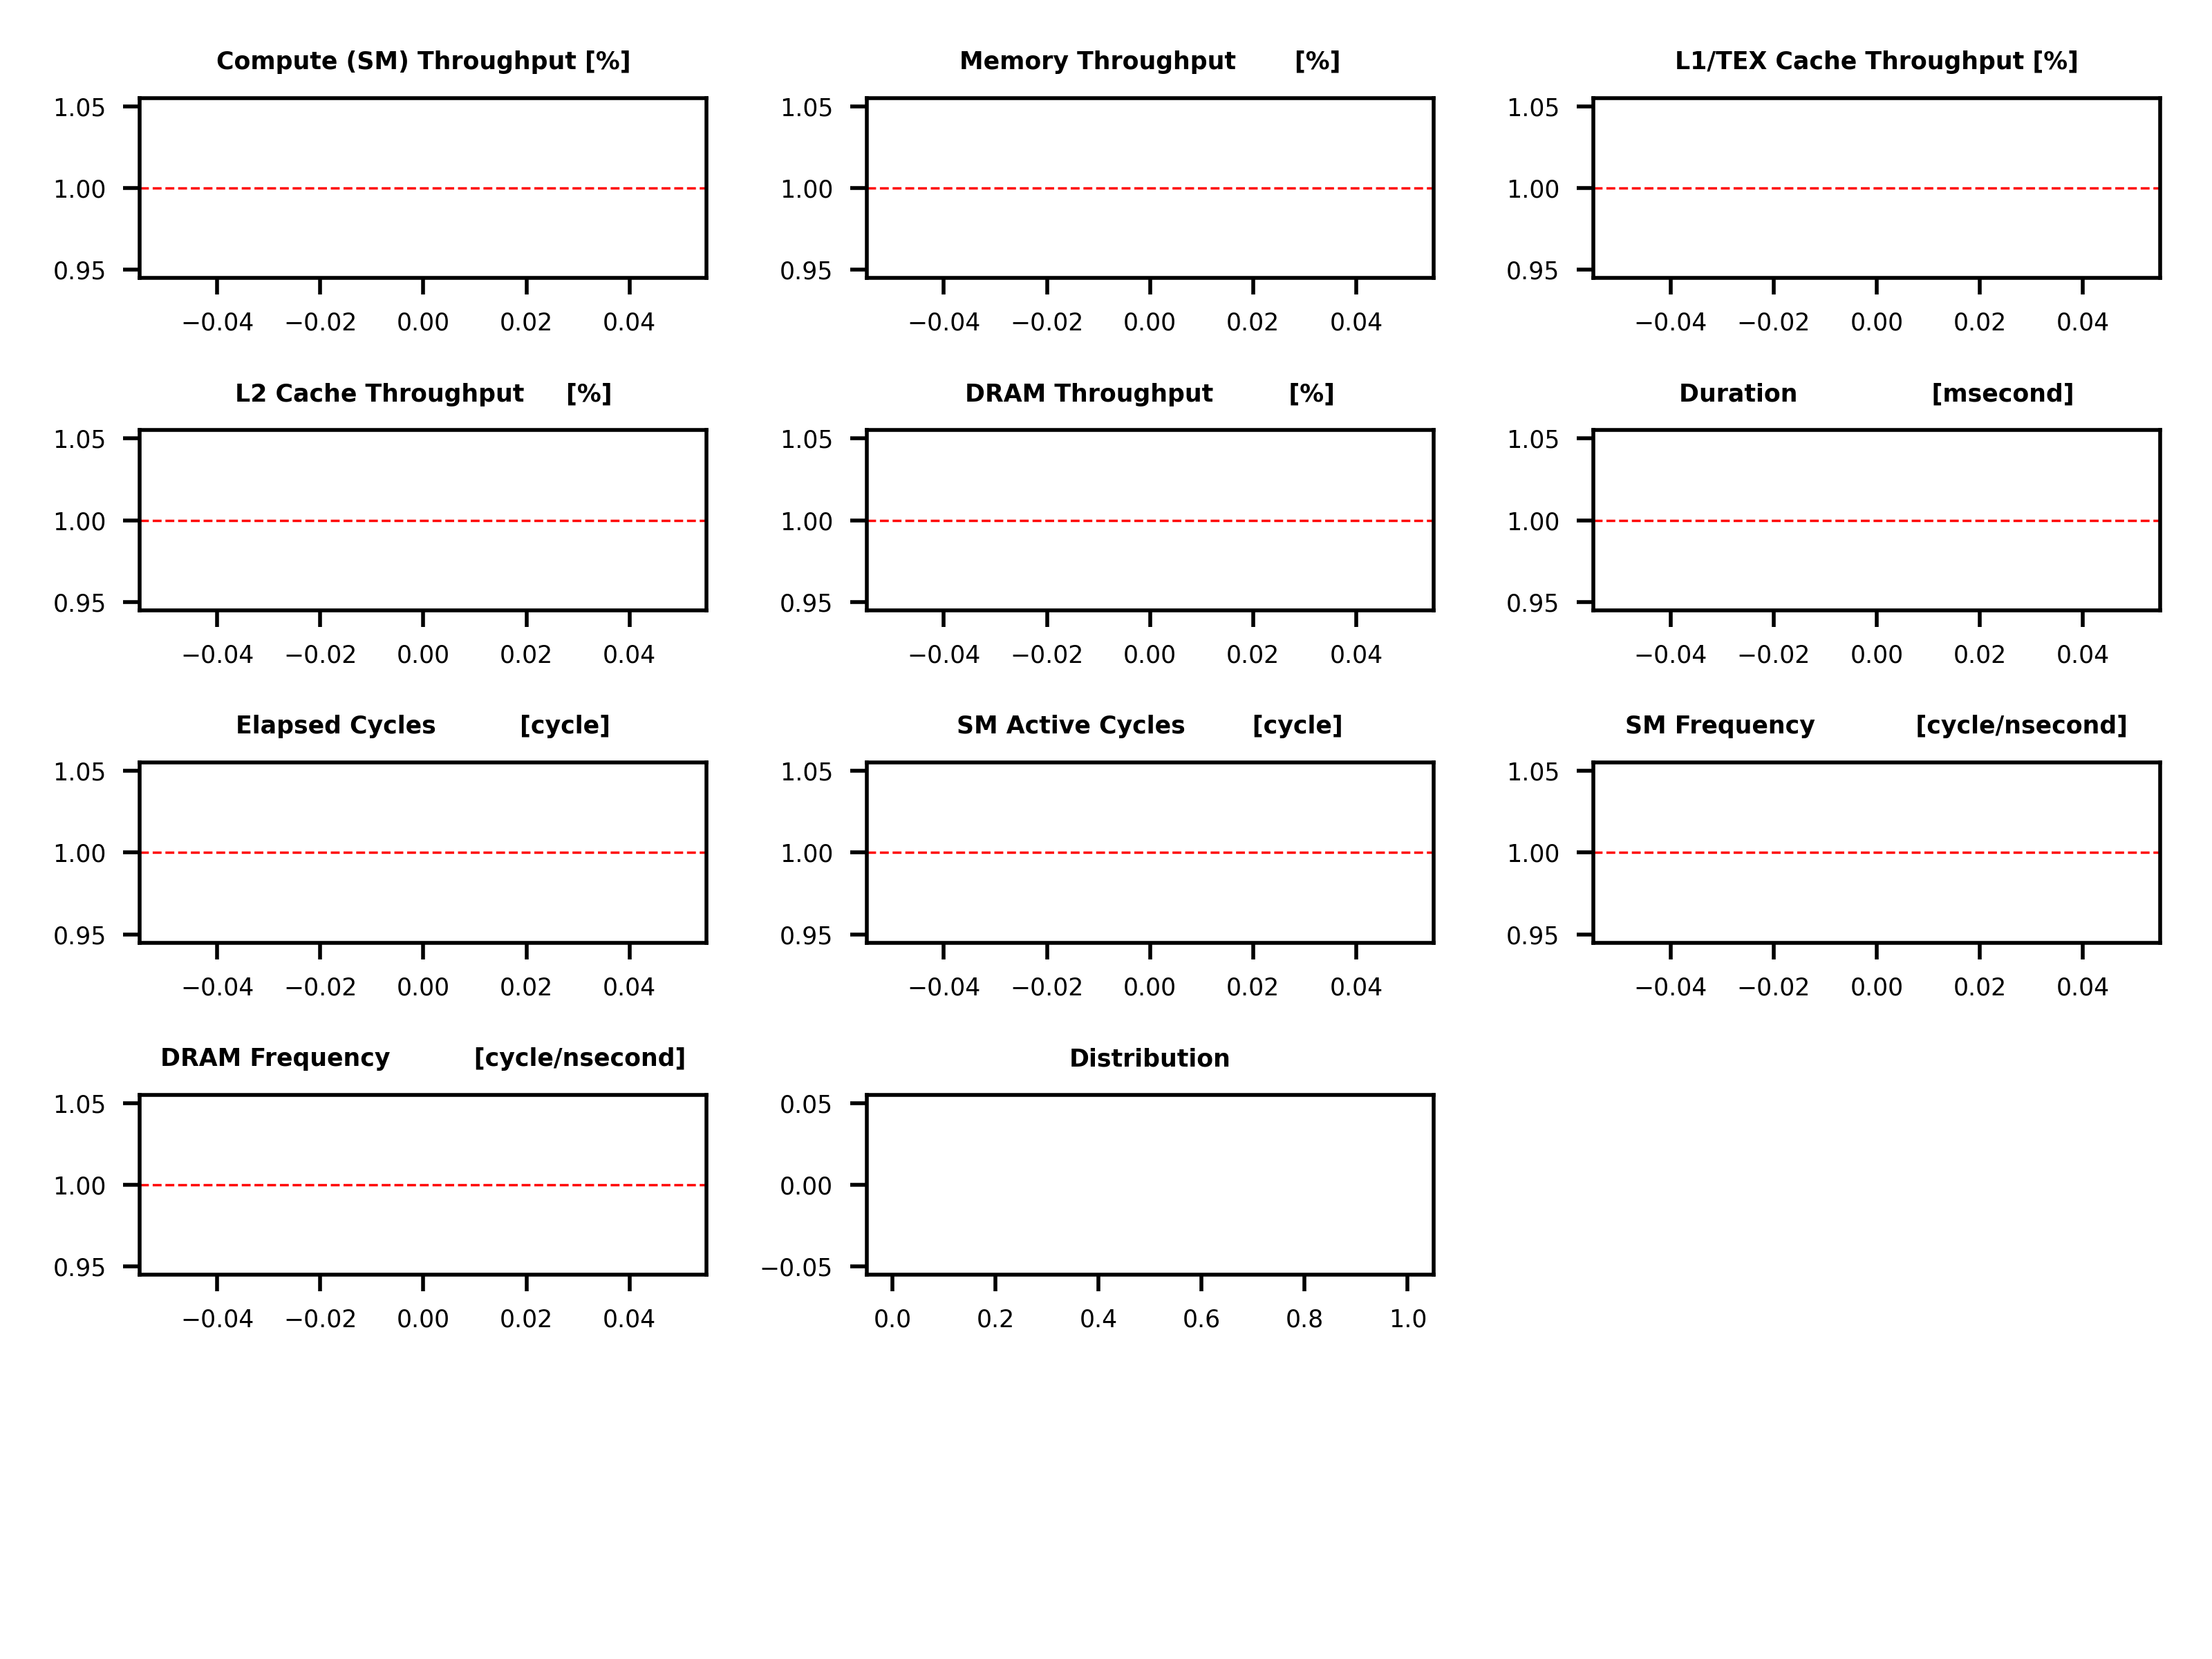 Compute (SM) Throughput [%] Memory Throughput [%] L1/TEX Cache Throughput [%]
1.05 1.05 1.05
1.00 1.00 1.00
0.95 0.95 0.95
−0.04 −0.02 0.00 0.02 0.04 −0.04 −0.02 0.00 0.02 0.04 −0.04 −0.02 0.00 0.02 0.04
L2 Cache Throughput [%] DRAM Throughput [%] Duration [msecond]
1.05 1.05 1.05
1.00 1.00 1.00
0.95 0.95 0.95
−0.04 −0.02 0.00 0.02 0.04 −0.04 −0.02 0.00 0.02 0.04 −0.04 −0.02 0.00 0.02 0.04
Elapsed Cycles [cycle] SM Active Cycles [cycle] SM Frequency [cycle/nsecond]
1.05 1.05 1.05
1.00 1.00 1.00
0.95 0.95 0.95
−0.04 −0.02 0.00 0.02 0.04 −0.04 −0.02 0.00 0.02 0.04 −0.04 −0.02 0.00 0.02 0.04
DRAM Frequency [cycle/nsecond] Distribution
1.05 0.05
1.00 0.00
0.95 −0.05
−0.04 −0.02 0.00 0.02 0.04 0.0 0.2 0.4 0.6 0.8 1.0